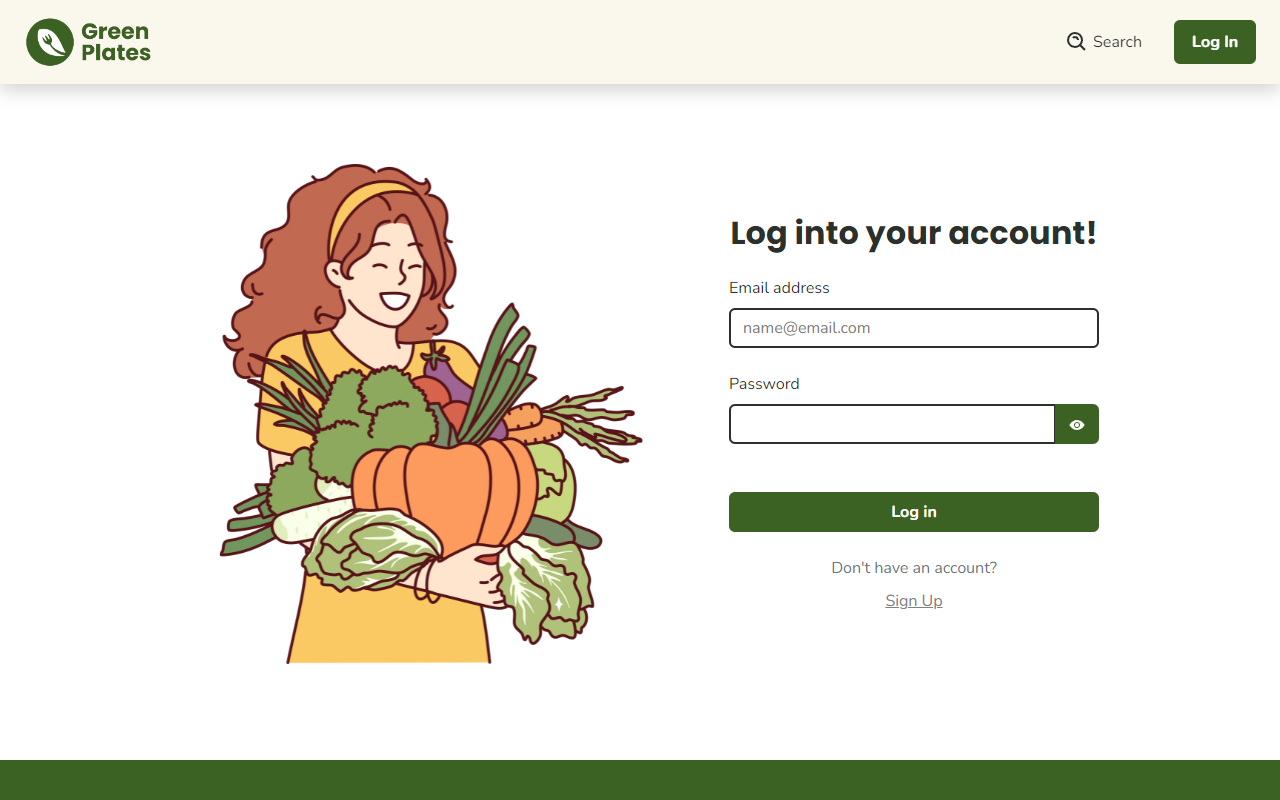 Green
Plates
Search
Log In
Log into your account!
Email address
name@email.com
Password
Log in
Don't have an account?
Sign Up